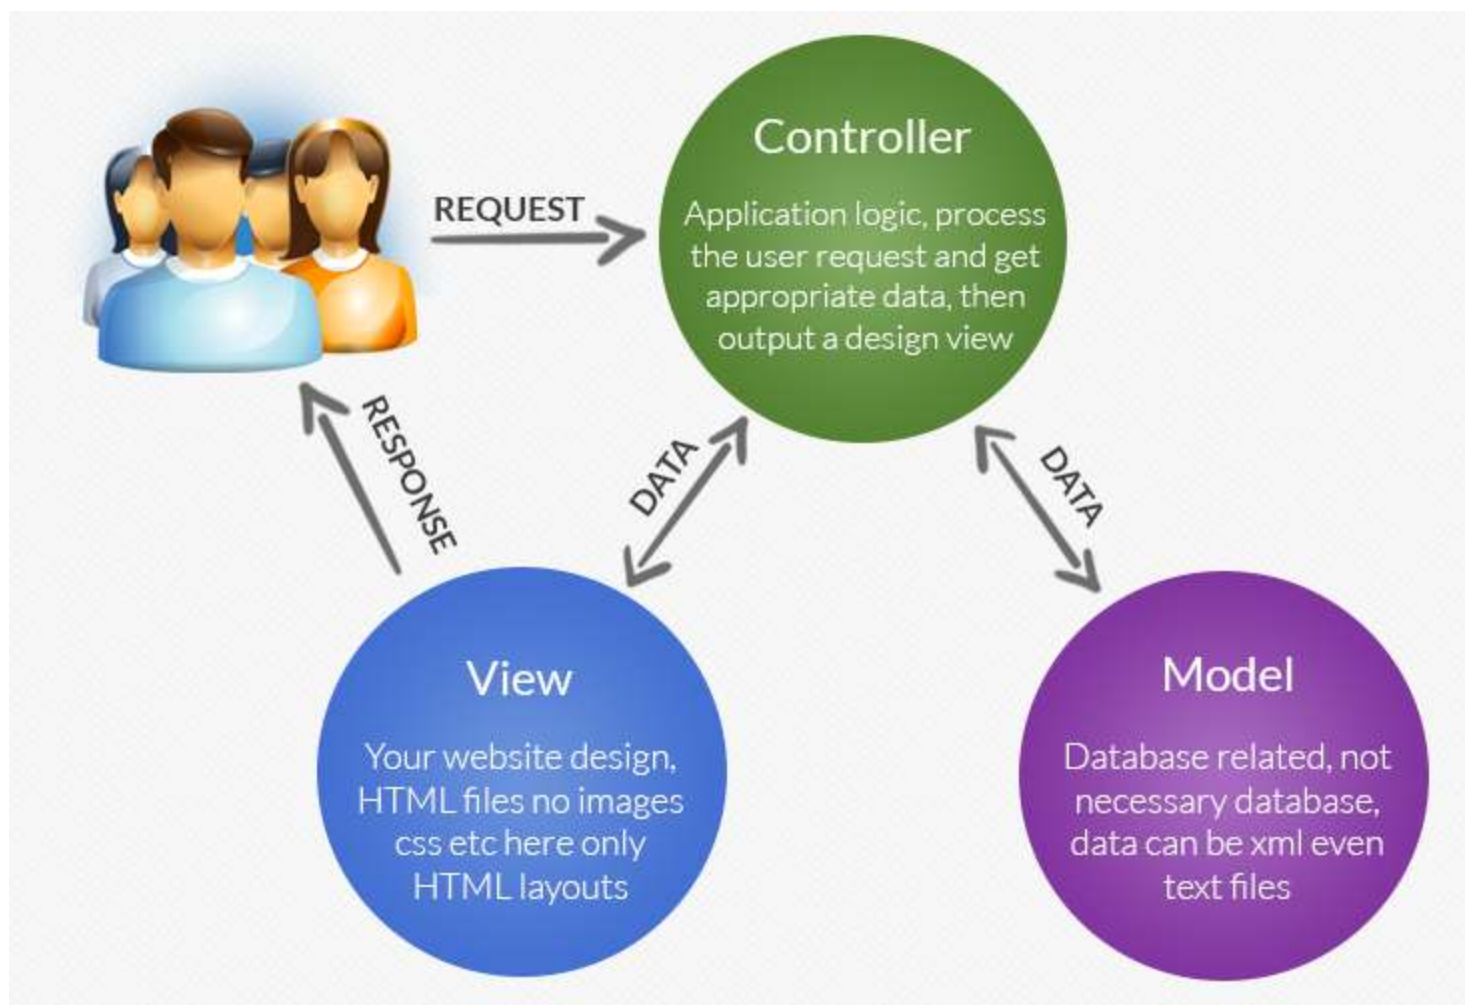 REQUEST
Controller
Application logic, process
the user request and get
appropriate data, then
output a design view
RESPONSE
DATA
DATA
View
Your website design,
HTML files no images
css etc here only
HTML layouts
Model
Database related, not
necessary database,
data can be xml even
text files